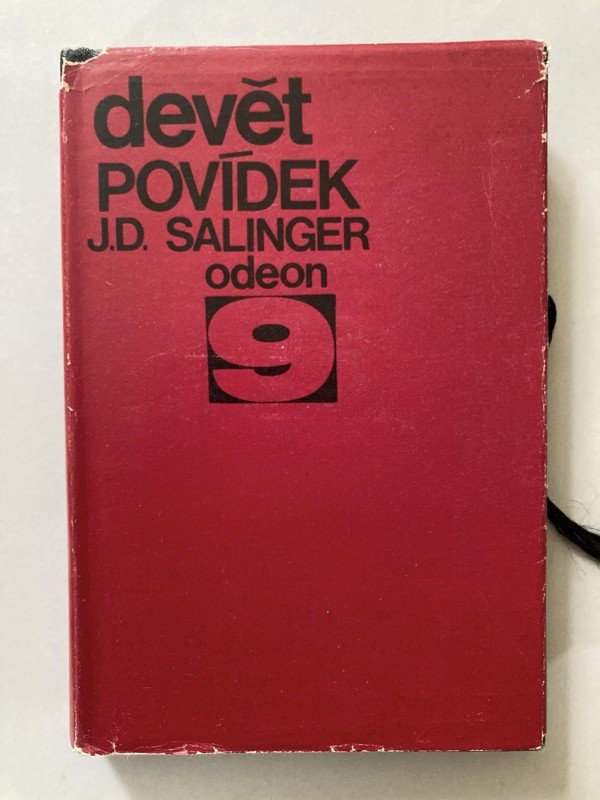 devět
POVÍDEK
J.D. SALINGER
odeon
9